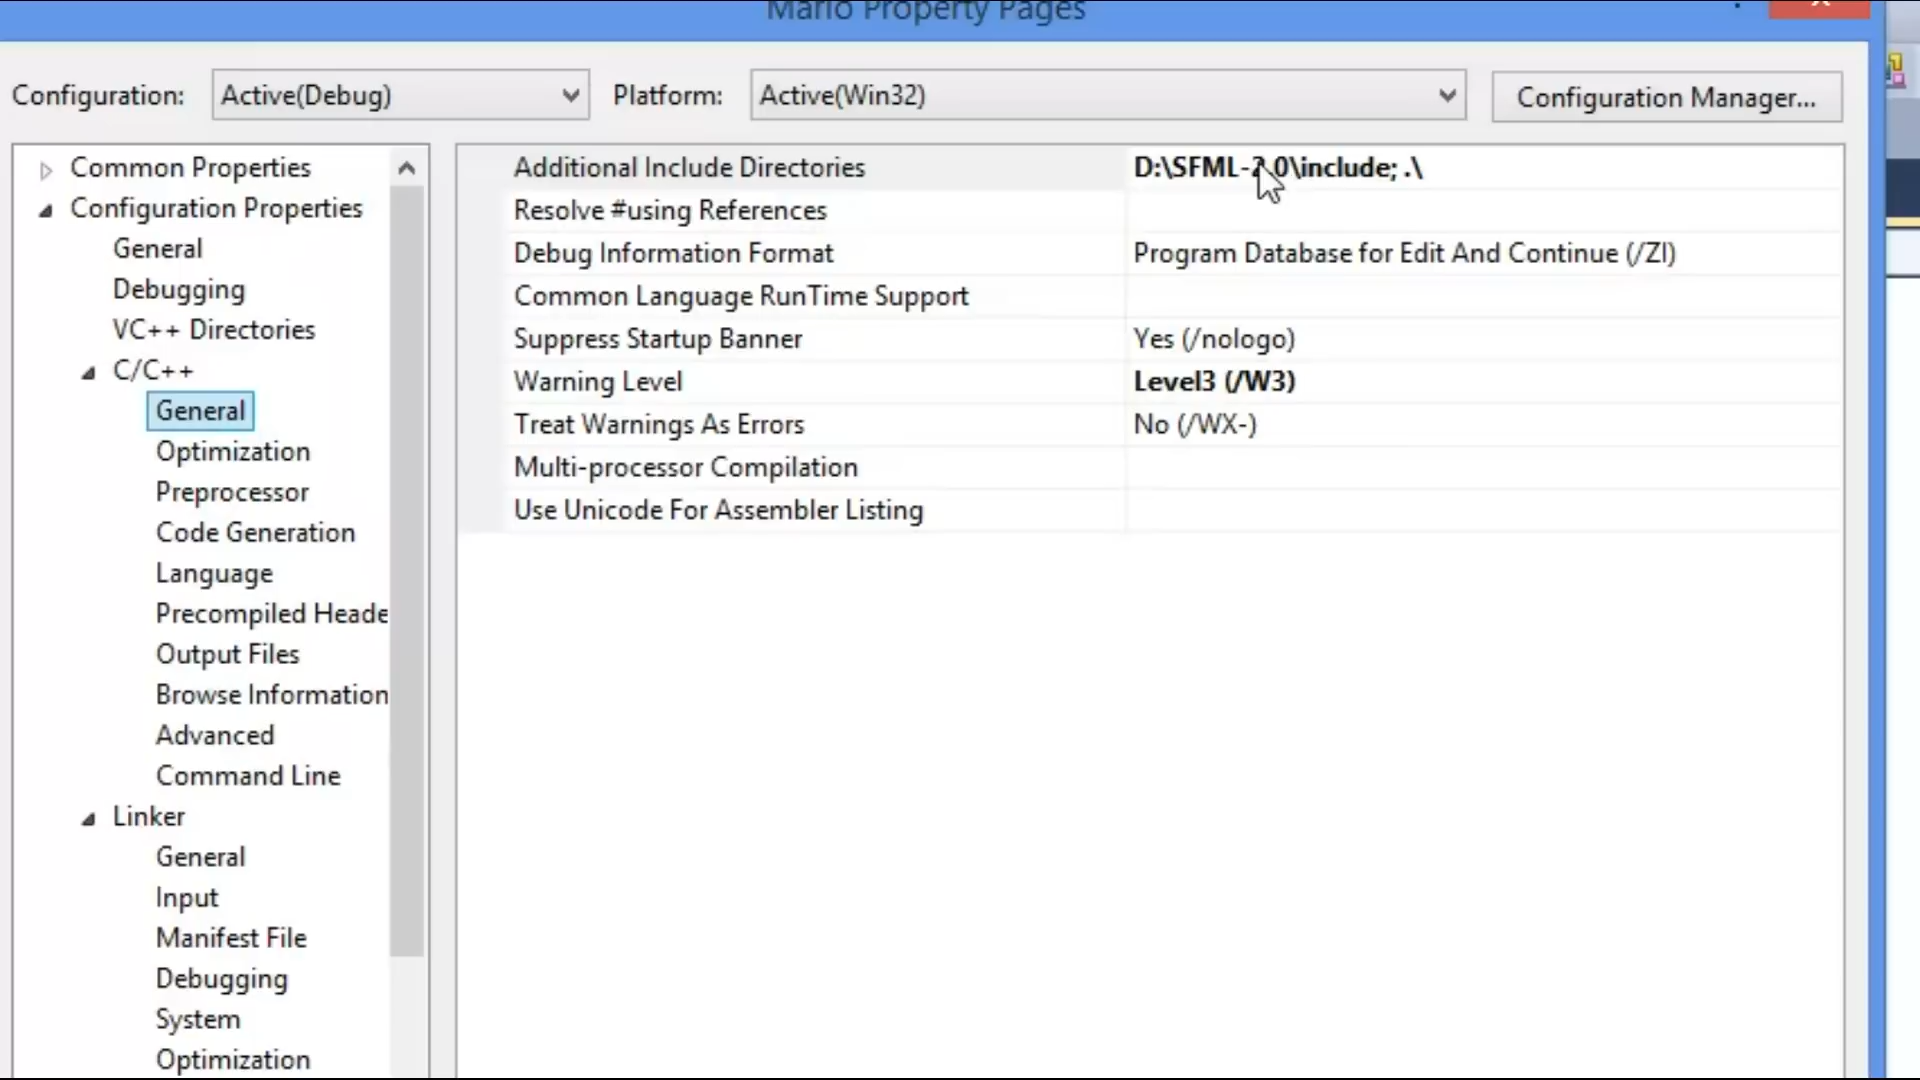 Mario Property Pages
Configuration: Active(Debug) Platform: Active(Win32) Configuration Manager...
Common Properties
Configuration Properties
General
Debugging
VC++ Directories
C/C++
General
Optimization
Preprocessor
Code Generation
Language
Precompiled Heade
Output Files
Browse Information
Advanced
Command Line
Linker
General
Input
Manifest File
Debugging
System
Optimization
Additional Include Directories D:\SFML-2.0\include; .\
Resolve #using References
Debug Information Format Program Database for Edit And Continue (/ZI)
Common Language RunTime Support
Suppress Startup Banner Yes (/nologo)
Warning Level Level3 (/W3)
Treat Warnings As Errors No (/WX-)
Multi-processor Compilation
Use Unicode For Assembler Listing